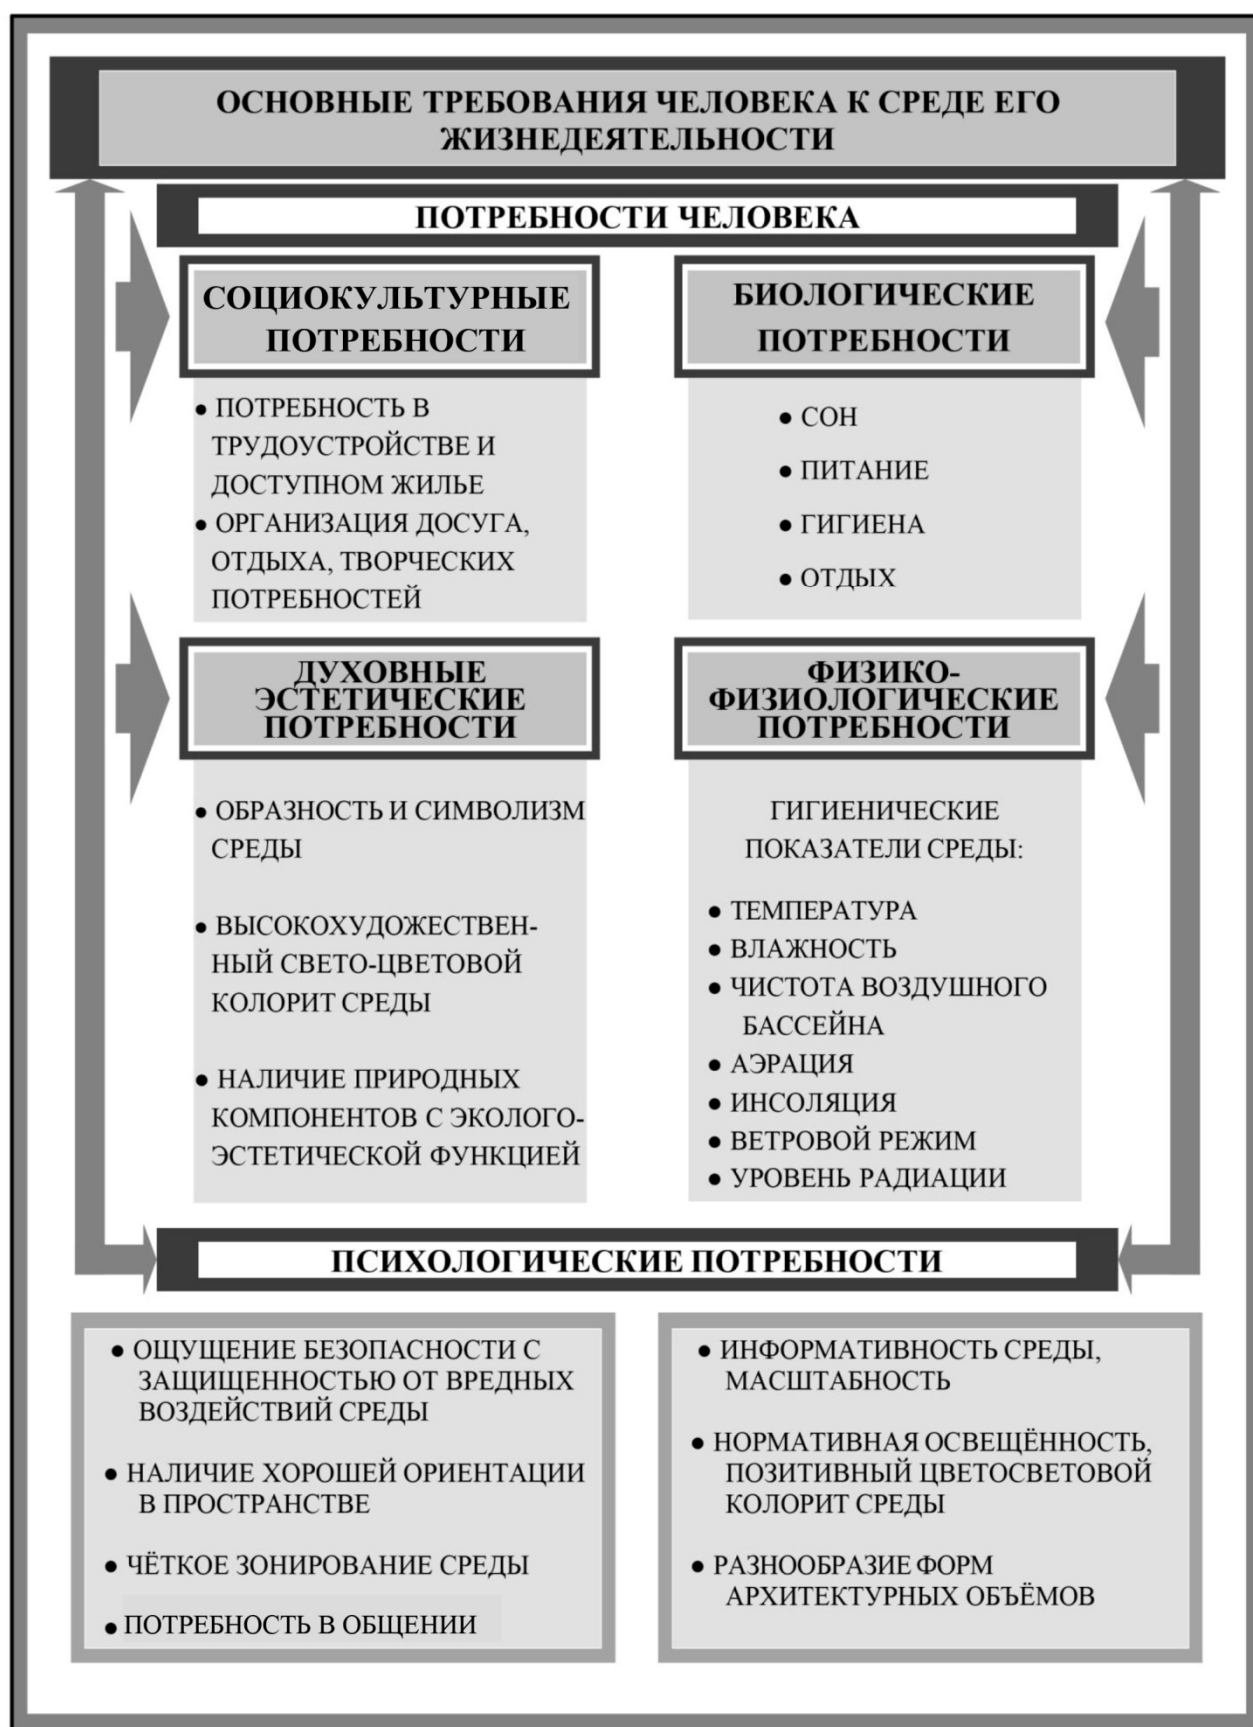 ОСНОВНЫЕ ТРЕБОВАНИЯ ЧЕЛОВЕКА К СРЕДЕ ЕГО
ЖИЗНЕДЕЯТЕЛЬНОСТИ
ПОТРЕБНОСТИ ЧЕЛОВЕКА
СОЦИОКУЛЬТУРНЫЕ
ПОТРЕБНОСТИ
● ПОТРЕБНОСТЬ В
ТРУДОУСТРОЙСТВЕ И
ДОСТУПНОМ ЖИЛЬЕ
● ОРГАНИЗАЦИЯ ДОСУГА,
ОТДЫХА, ТВОРЧЕСКИХ
ПОТРЕБНОСТЕЙ
БИОЛОГИЧЕСКИЕ
ПОТРЕБНОСТИ
● СОН
● ПИТАНИЕ
● ГИГИЕНА
● ОТДЫХ
ДУХОВНЫЕ
ЭСТЕТИЧЕСКИЕ
ПОТРЕБНОСТИ
● ОБРАЗНОСТЬ И СИМВОЛИЗМ
СРЕДЫ
● ВЫСОКОХУДОЖЕСТВЕН-
НЫЙ СВЕТО-ЦВЕТОВОЙ
КОЛОРИТ СРЕДЫ
● НАЛИЧИЕ ПРИРОДНЫХ
КОМПОНЕНТОВ С ЭКОЛОГО-
ЭСТЕТИЧЕСКОЙ ФУНКЦИЕЙ
ФИЗИКО-
ФИЗИОЛОГИЧЕСКИЕ
ПОТРЕБНОСТИ
ГИГИЕНИЧЕСКИЕ
ПОКАЗАТЕЛИ СРЕДЫ:
● ТЕМПЕРАТУРА
● ВЛАЖНОСТЬ
● ЧИСТОТА ВОЗДУШНОГО
БАССЕЙНА
● АЭРАЦИЯ
● ИНСОЛЯЦИЯ
● ВЕТРОВОЙ РЕЖИМ
● УРОВЕНЬ РАДИАЦИИ
ПСИХОЛОГИЧЕСКИЕ ПОТРЕБНОСТИ
● ОЩУЩЕНИЕ БЕЗОПАСНОСТИ С
ЗАЩИЩЕННОСТЬЮ ОТ ВРЕДНЫХ
ВОЗДЕЙСТВИЙ СРЕДЫ
● НАЛИЧИЕ ХОРОШЕЙ ОРИЕНТАЦИИ
В ПРОСТРАНСТВЕ
● ЧЁТКОЕ ЗОНИРОВАНИЕ СРЕДЫ
● ПОТРЕБНОСТЬ В ОБЩЕНИИ
● ИНФОРМАТИВНОСТЬ СРЕДЫ,
МАСШТАБНОСТЬ
● НОРМАТИВНАЯ ОСВЕЩЁННОСТЬ,
ПОЗИТИВНЫЙ ЦВЕТОСВЕТОВОЙ
КОЛОРИТ СРЕДЫ
● РАЗНООБРАЗИЕ ФОРМ
АРХИТЕКТУРНЫХ ОБЪЁМОВ